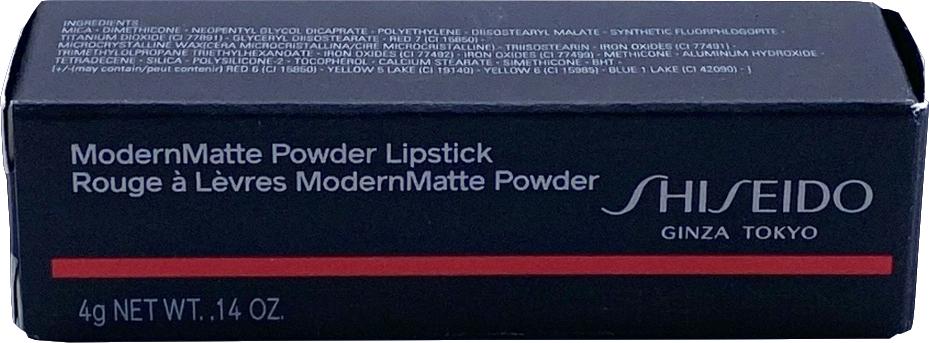 INGREDIENTS
MICA - DIMETHICONE - NEOPENTYL GLYCOL DICAPRATE - POLYETHYLENE - DIISOSTEARYL MALATE - SYNTHETIC FLUORPHLOGOPITE -
TITANIUM DIOXIDE (CI 77891) - GLYCERYL DIISOSTEARATE - RED 7 (CI 15850) -
MICROCRYSTALLINE WAX(CERA MICROCRISTALLINA/CIRE MICROCRISTALLINE) - TRIISOSTEARIN - IRON OXIDES (CI 77491) -
TRIMETHYLOLPROPANE TRIETHYLHEXANOATE - IRON OXIDES (CI 77492) - IRON OXIDES (CI 77499) - METHICONE - ALUMINUM HYDROXIDE -
TETRADECENE - SILICA - POLYSILICONE-2 - TOCOPHEROL - CALCIUM STEARATE - SIMETHICONE - BHT -
[+/-(may contain/peut contenir) RED 6 (CI 15850) - YELLOW 5 LAKE (CI 19140) - YELLOW 6 (CI 15985) - BLUE 1 LAKE (CI 42090) - ]
ModernMatte Powder Lipstick
Rouge à Lèvres ModernMatte Powder
SHISEIDO
GINZA TOKYO
4g NET WT. .14 OZ.